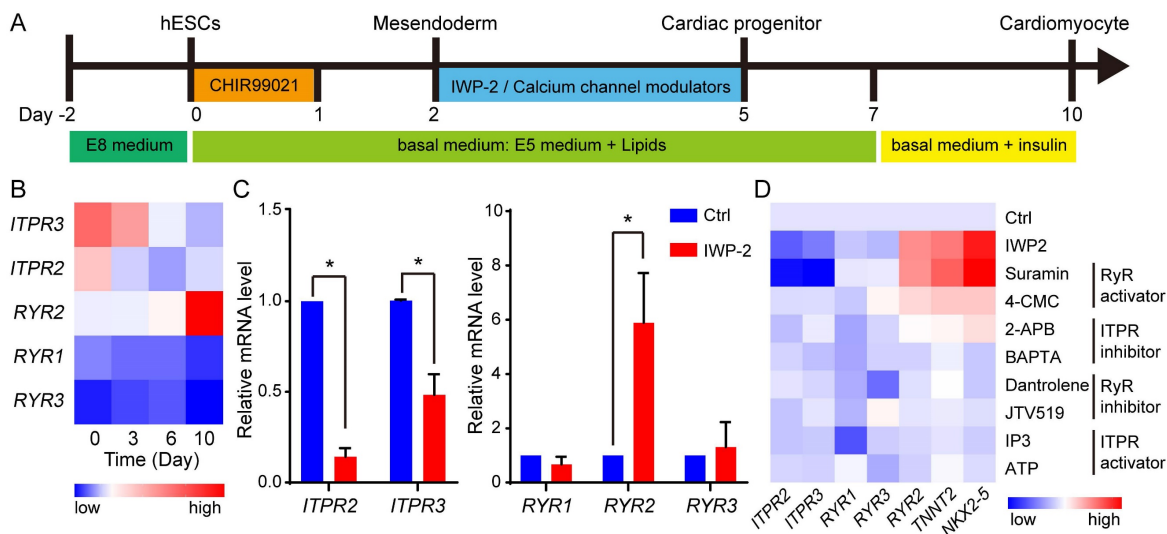 A
hESCs
Mesendoderm
Cardiac progenitor
Cardiomyocyte
CHIR99021
IWP-2 / Calcium channel modulators
Day -2
0
1
2
5
7
10
E8 medium
basal medium: E5 medium + Lipids
basal medium + insulin
B
ITPR3
ITPR2
RYR2
RYR1
RYR3
0 3 6 10
Time (Day)
low
high
C
Relative mRNA level
1.5
1.0
0.5
0.0
*
*
ITPR2
ITPR3
Relative mRNA level
10
8
6
4
2
0
*
Ctrl
IWP-2
RYR1
RYR2
RYR3
D
Ctrl
IWP2
Suramin
4-CMC
2-APB
BAPTA
Dantrolene
JTV519
IP3
ATP
RyR
activator
ITPR
inhibitor
RyR
inhibitor
ITPR
activator
ITPR2
ITPR3
RYR1
RYR3
RYR2
TNNT2
NKX2-5
low
high